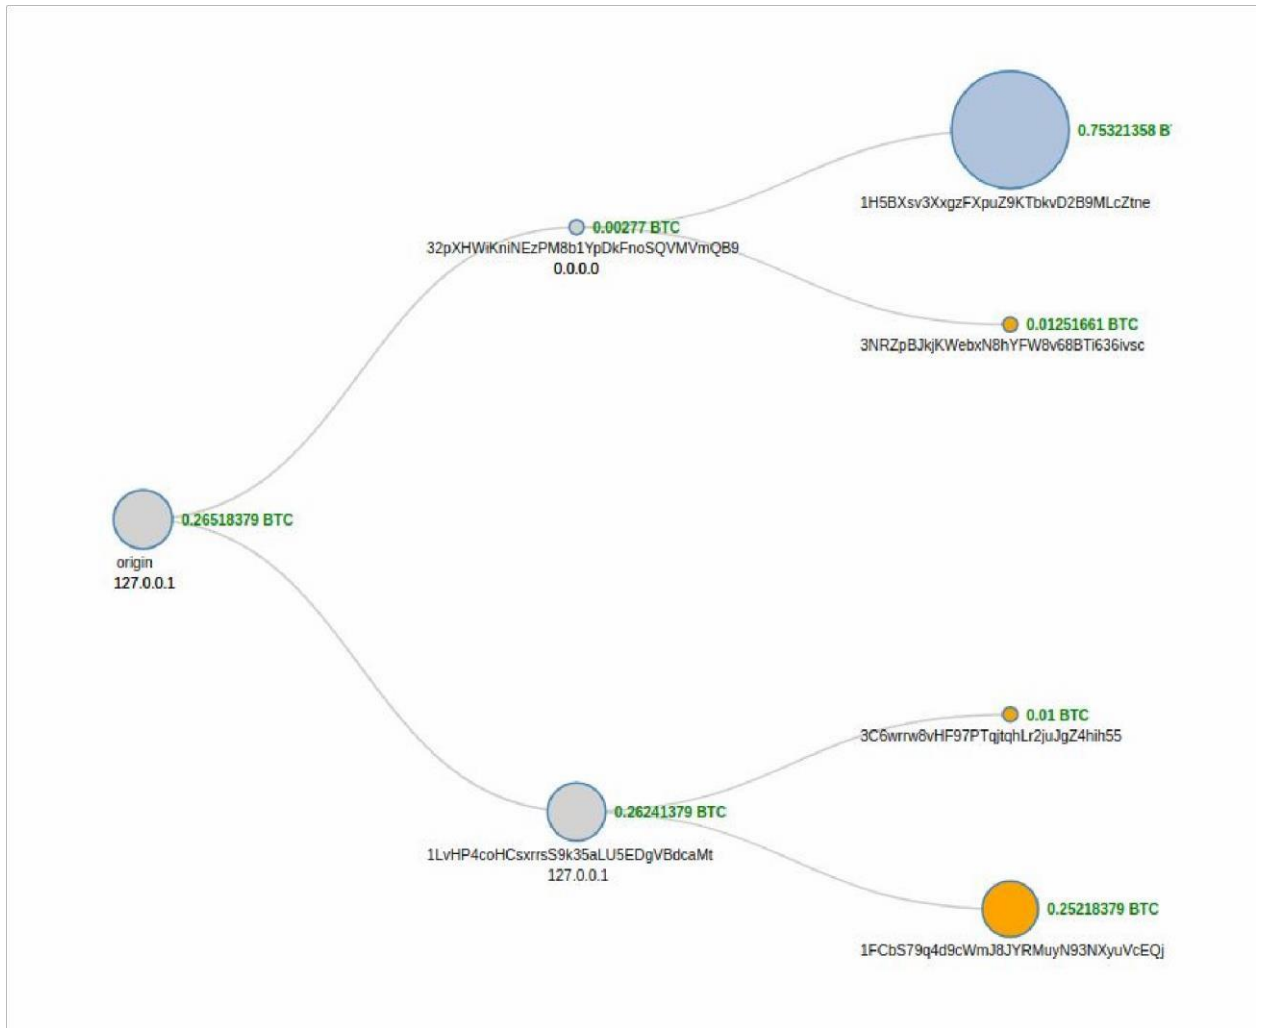 0.75321358 B
1H5BXsv3XxgzFXpuZ9KTbkvD2B9MLcZtne
0.00277 BTC
32pXHWiKniNEzPM8b1YpDkFnoSQVMVmQB9
0.0.0.0
0.01251661 BTC
3NRZpBJkjKWebxN8hYFW8v68BTi636ivsc
0.26518379 BTC
origin
127.0.0.1
0.01 BTC
3C6wrrw8vHF97PTqjtqhLr2juJgZ4hih55
0.26241379 BTC
1LvHP4coHCsxrrsS9k35aLU5EDgVBdcaMt
127.0.0.1
0.25218379 BTC
1FCbS79q4d9cWmJ8JYRMuyN93NXyuVcEQj